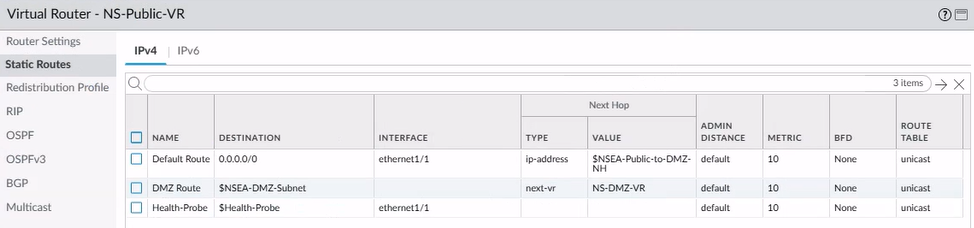 Virtual Router - NS-Public-VR
Router Settings
Static Routes
Redistribution Profile
RIP
OSPF
OSPFv3
BGP
Multicast
IPv4 | IPv6
3 items
Next Hop
NAME DESTINATION INTERFACE TYPE VALUE ADMIN DISTANCE METRIC BFD ROUTE TABLE
Default Route 0.0.0.0/0 ethernet1/1 ip-address $NSEA-Public-to-DMZ-NH default 10 None unicast
DMZ Route $NSEA-DMZ-Subnet next-vr NS-DMZ-VR default 10 None unicast
Health-Probe $Health-Probe ethernet1/1 default 10 None unicast